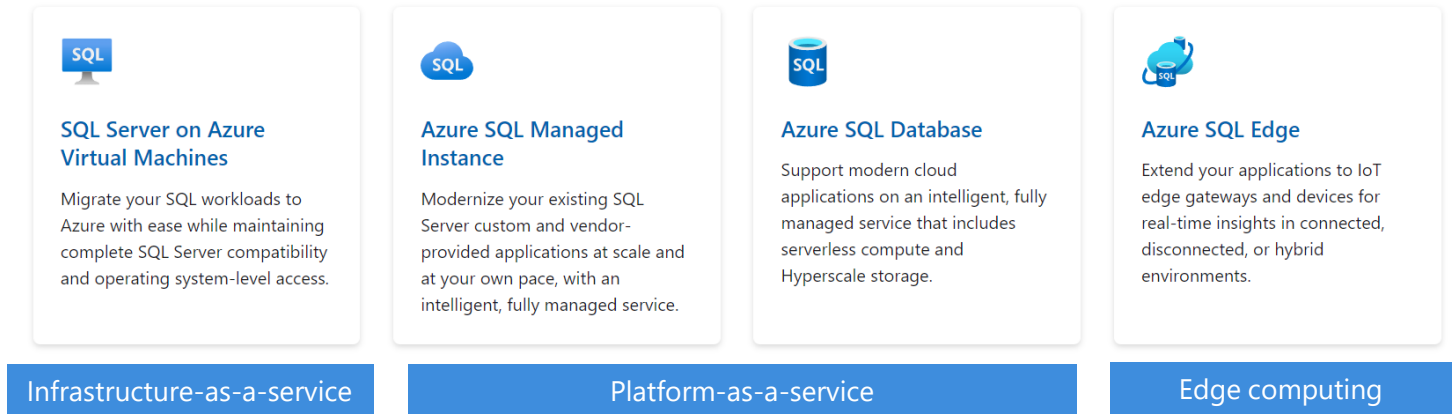 SQL
SQL Server on Azure
Virtual Machines
Migrate your SQL workloads to
Azure with ease while maintaining
complete SQL Server compatibility
and operating system-level access.
SQL
Azure SQL Managed
Instance
Modernize your existing SQL
Server custom and vendor-
provided applications at scale and
at your own pace, with an
intelligent, fully managed service.
SQL
Azure SQL Database
Support modern cloud
applications on an intelligent, fully
managed service that includes
serverless compute and
Hyperscale storage.
SQL
Azure SQL Edge
Extend your applications to IoT
edge gateways and devices for
real-time insights in connected,
disconnected, or hybrid
environments.
Infrastructure-as-a-service
Platform-as-a-service
Edge computing